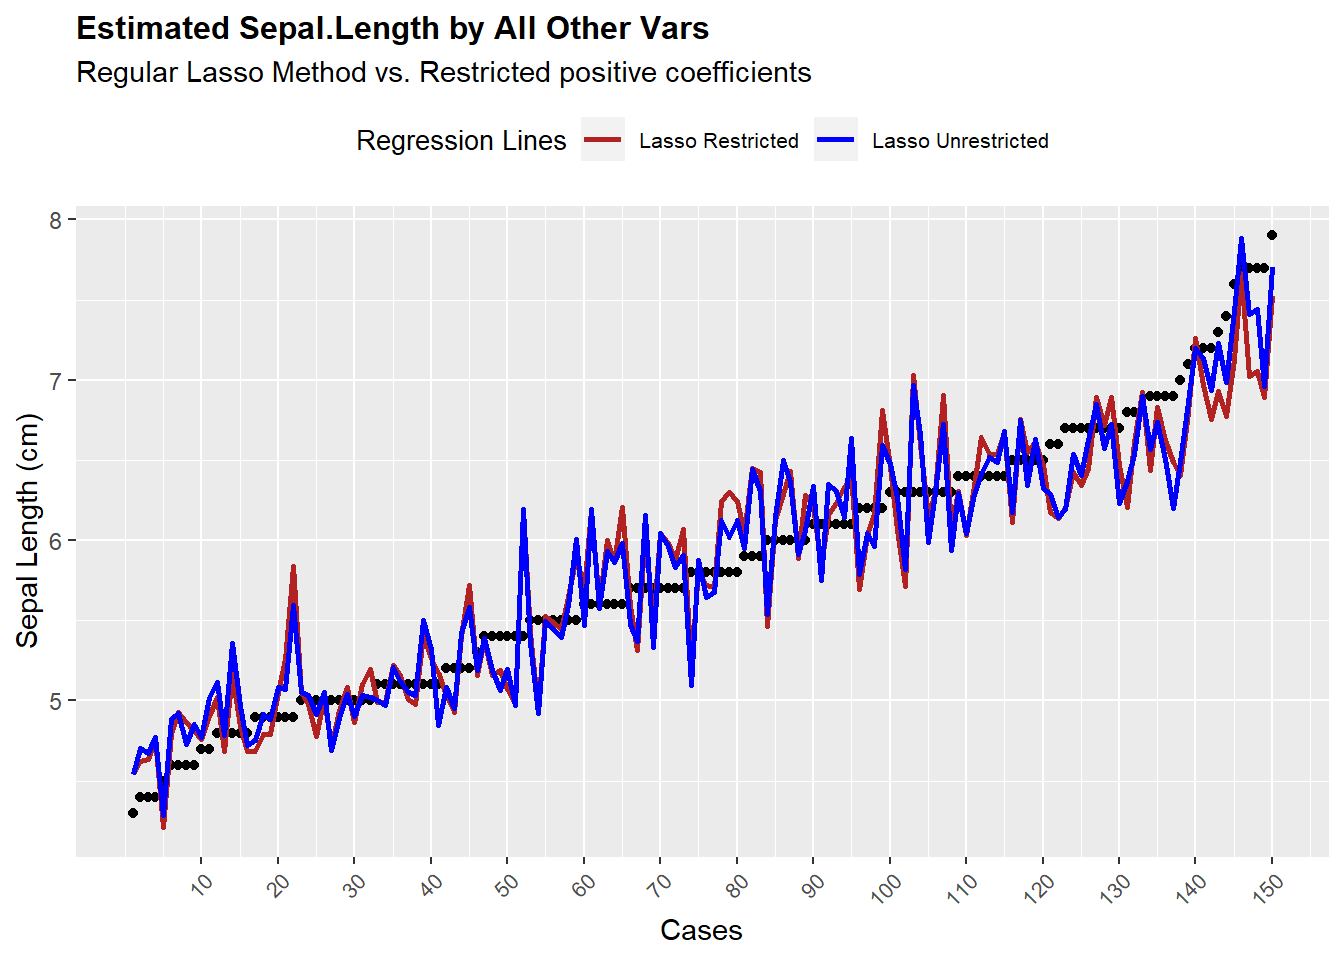 Estimated Sepal.Length by All Other Vars
Regular Lasso Method vs. Restricted positive coefficients
Regression Lines Lasso Restricted Lasso Unrestricted
8
7
6
5
Sepal Length (cm)
10 20 30 40 50 60 70 80 90 100 110 120 130 140 150
Cases